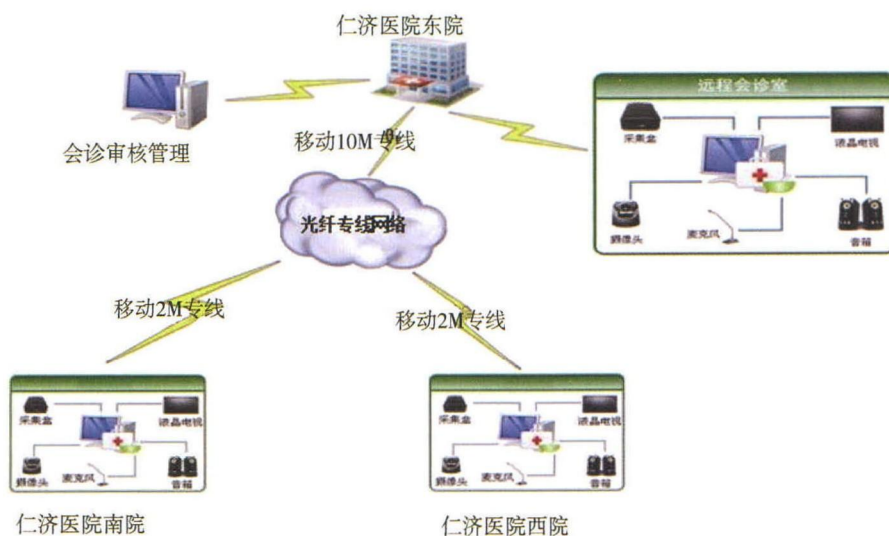 仁济医院东院
远程会诊室
采集盒
液晶电视
会诊审核管理
移动10M专线
光纤专线网络
摄像头
麦克风
音箱
移动2M专线
移动2M专线
采集盒
液晶电视
摄像头
麦克风
音箱
采集盒
液晶电视
摄像头
麦克风
音箱
仁济医院南院
仁济医院西院